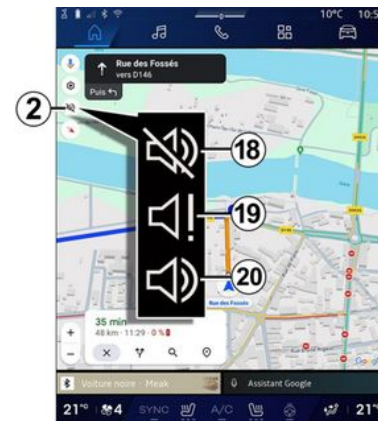 10°C 10:5
Rue des Fossés
vers D146
Puis
2
18
19
20
Rue des Fossés
35 min
48 km · 11:29 · 0 %
Google
Voiture noire · Meak
Assistant Google
21°° 4 SYNC A/C 21°°